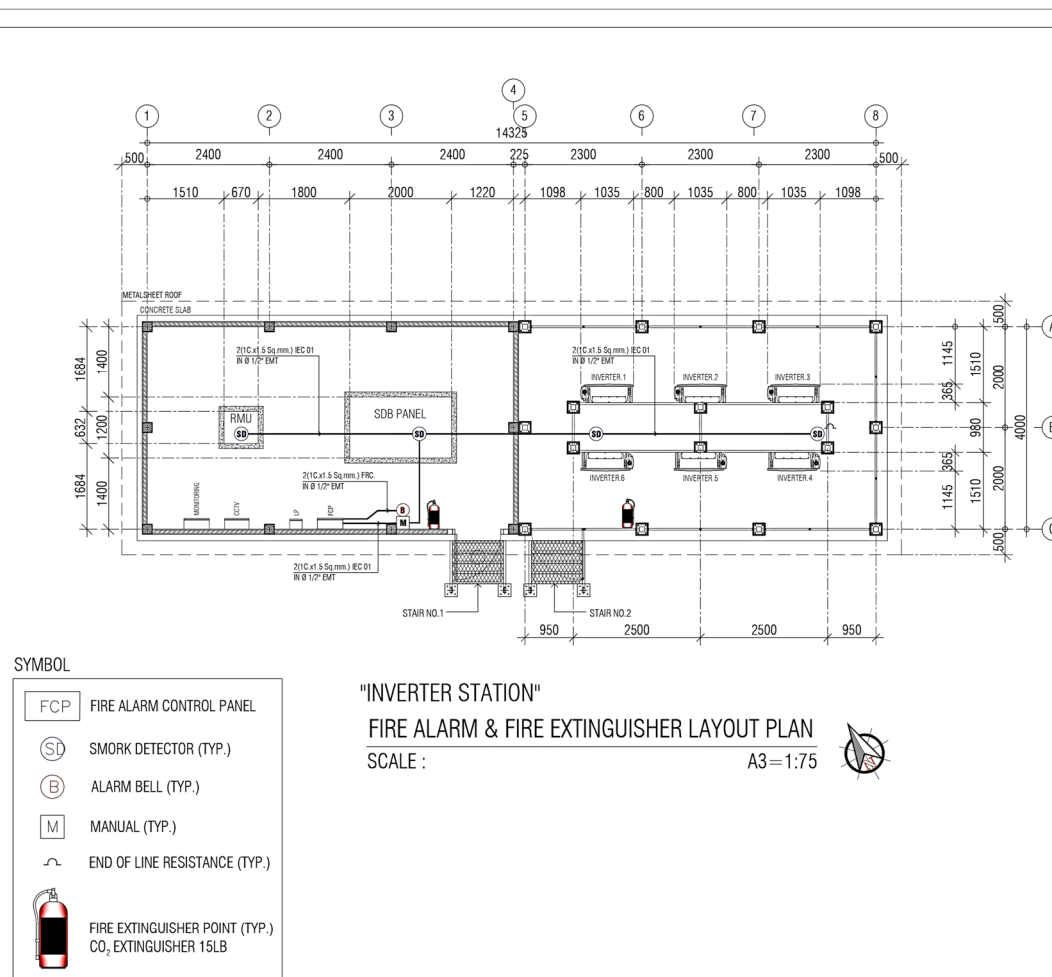 4
1 2 3 5 6 7 8
14325
500 2400 2400 2400 225 2300 2300 2300 500
1510 670 1800 2000 1220 1098 1035 800 1035 800 1035 1098
METALSHEET ROOF
CONCRETE SLAB
500
A
2(1C.x1.5 Sq.mm.) IEC 01
IN Ø 1/2" EMT
2(1C.x1.5 Sq.mm.) IEC 01
IN Ø 1/2" EMT
1684 1400
1145 1510 2000
INVERTER.1 INVERTER.2 INVERTER.3
365
RMU
SDB PANEL
SD SD SD SD
632 1200
980 4000
B
365
INVERTER.6 INVERTER.5 INVERTER.4
2(1C.x1.5 Sq.mm.) FRC.
IN Ø 1/2" EMT
1684 1400
1145 1510 2000
MONITORING CCTV LP FCP
B
M
C
500
2(1C.x1.5 Sq.mm.) IEC 01
IN Ø 1/2" EMT
STAIR NO.1 STAIR NO.2
950 2500 2500 950
SYMBOL
FCP FIRE ALARM CONTROL PANEL
SD SMORK DETECTOR (TYP.)
B ALARM BELL (TYP.)
M MANUAL (TYP.)
END OF LINE RESISTANCE (TYP.)
FIRE EXTINGUISHER POINT (TYP.)
CO2 EXTINGUISHER 15LB
"INVERTER STATION"
FIRE ALARM & FIRE EXTINGUISHER LAYOUT PLAN
SCALE : A3=1:75
N